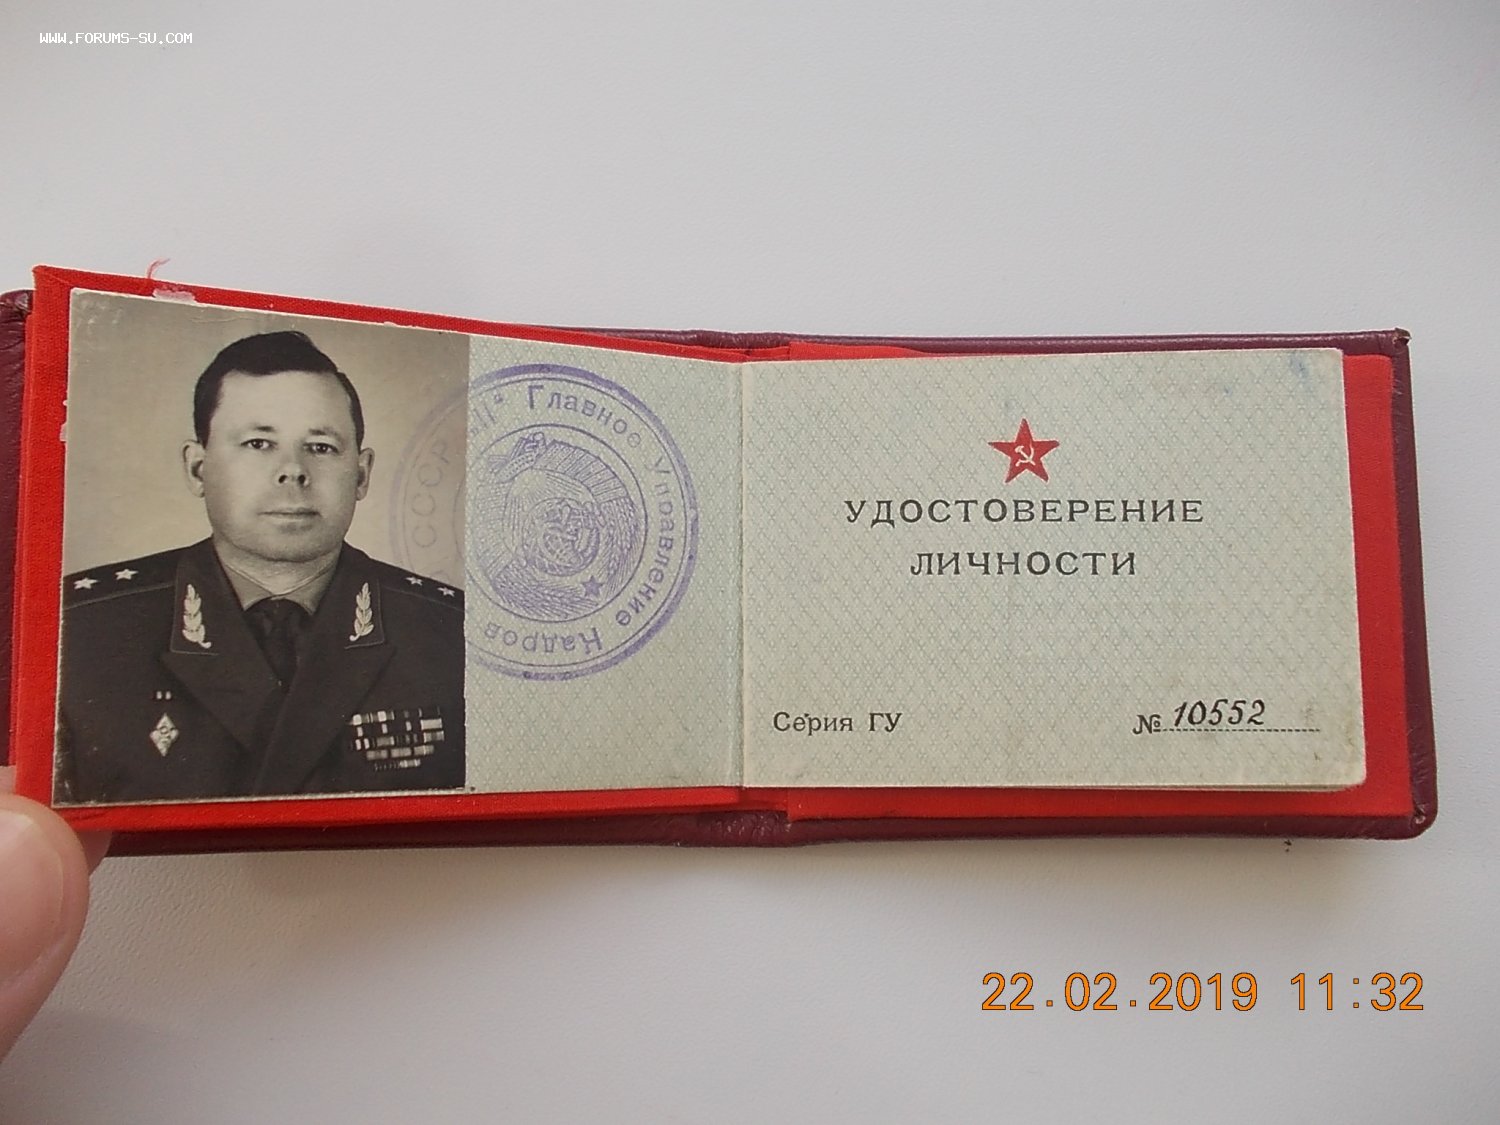 WWW.FORUMS-SU.COM
СССР
Главное Управление Кадров
УДОСТОВЕРЕНИЕ
ЛИЧНОСТИ
Серия ГУ
№ 10552
22.02.2019 11:32